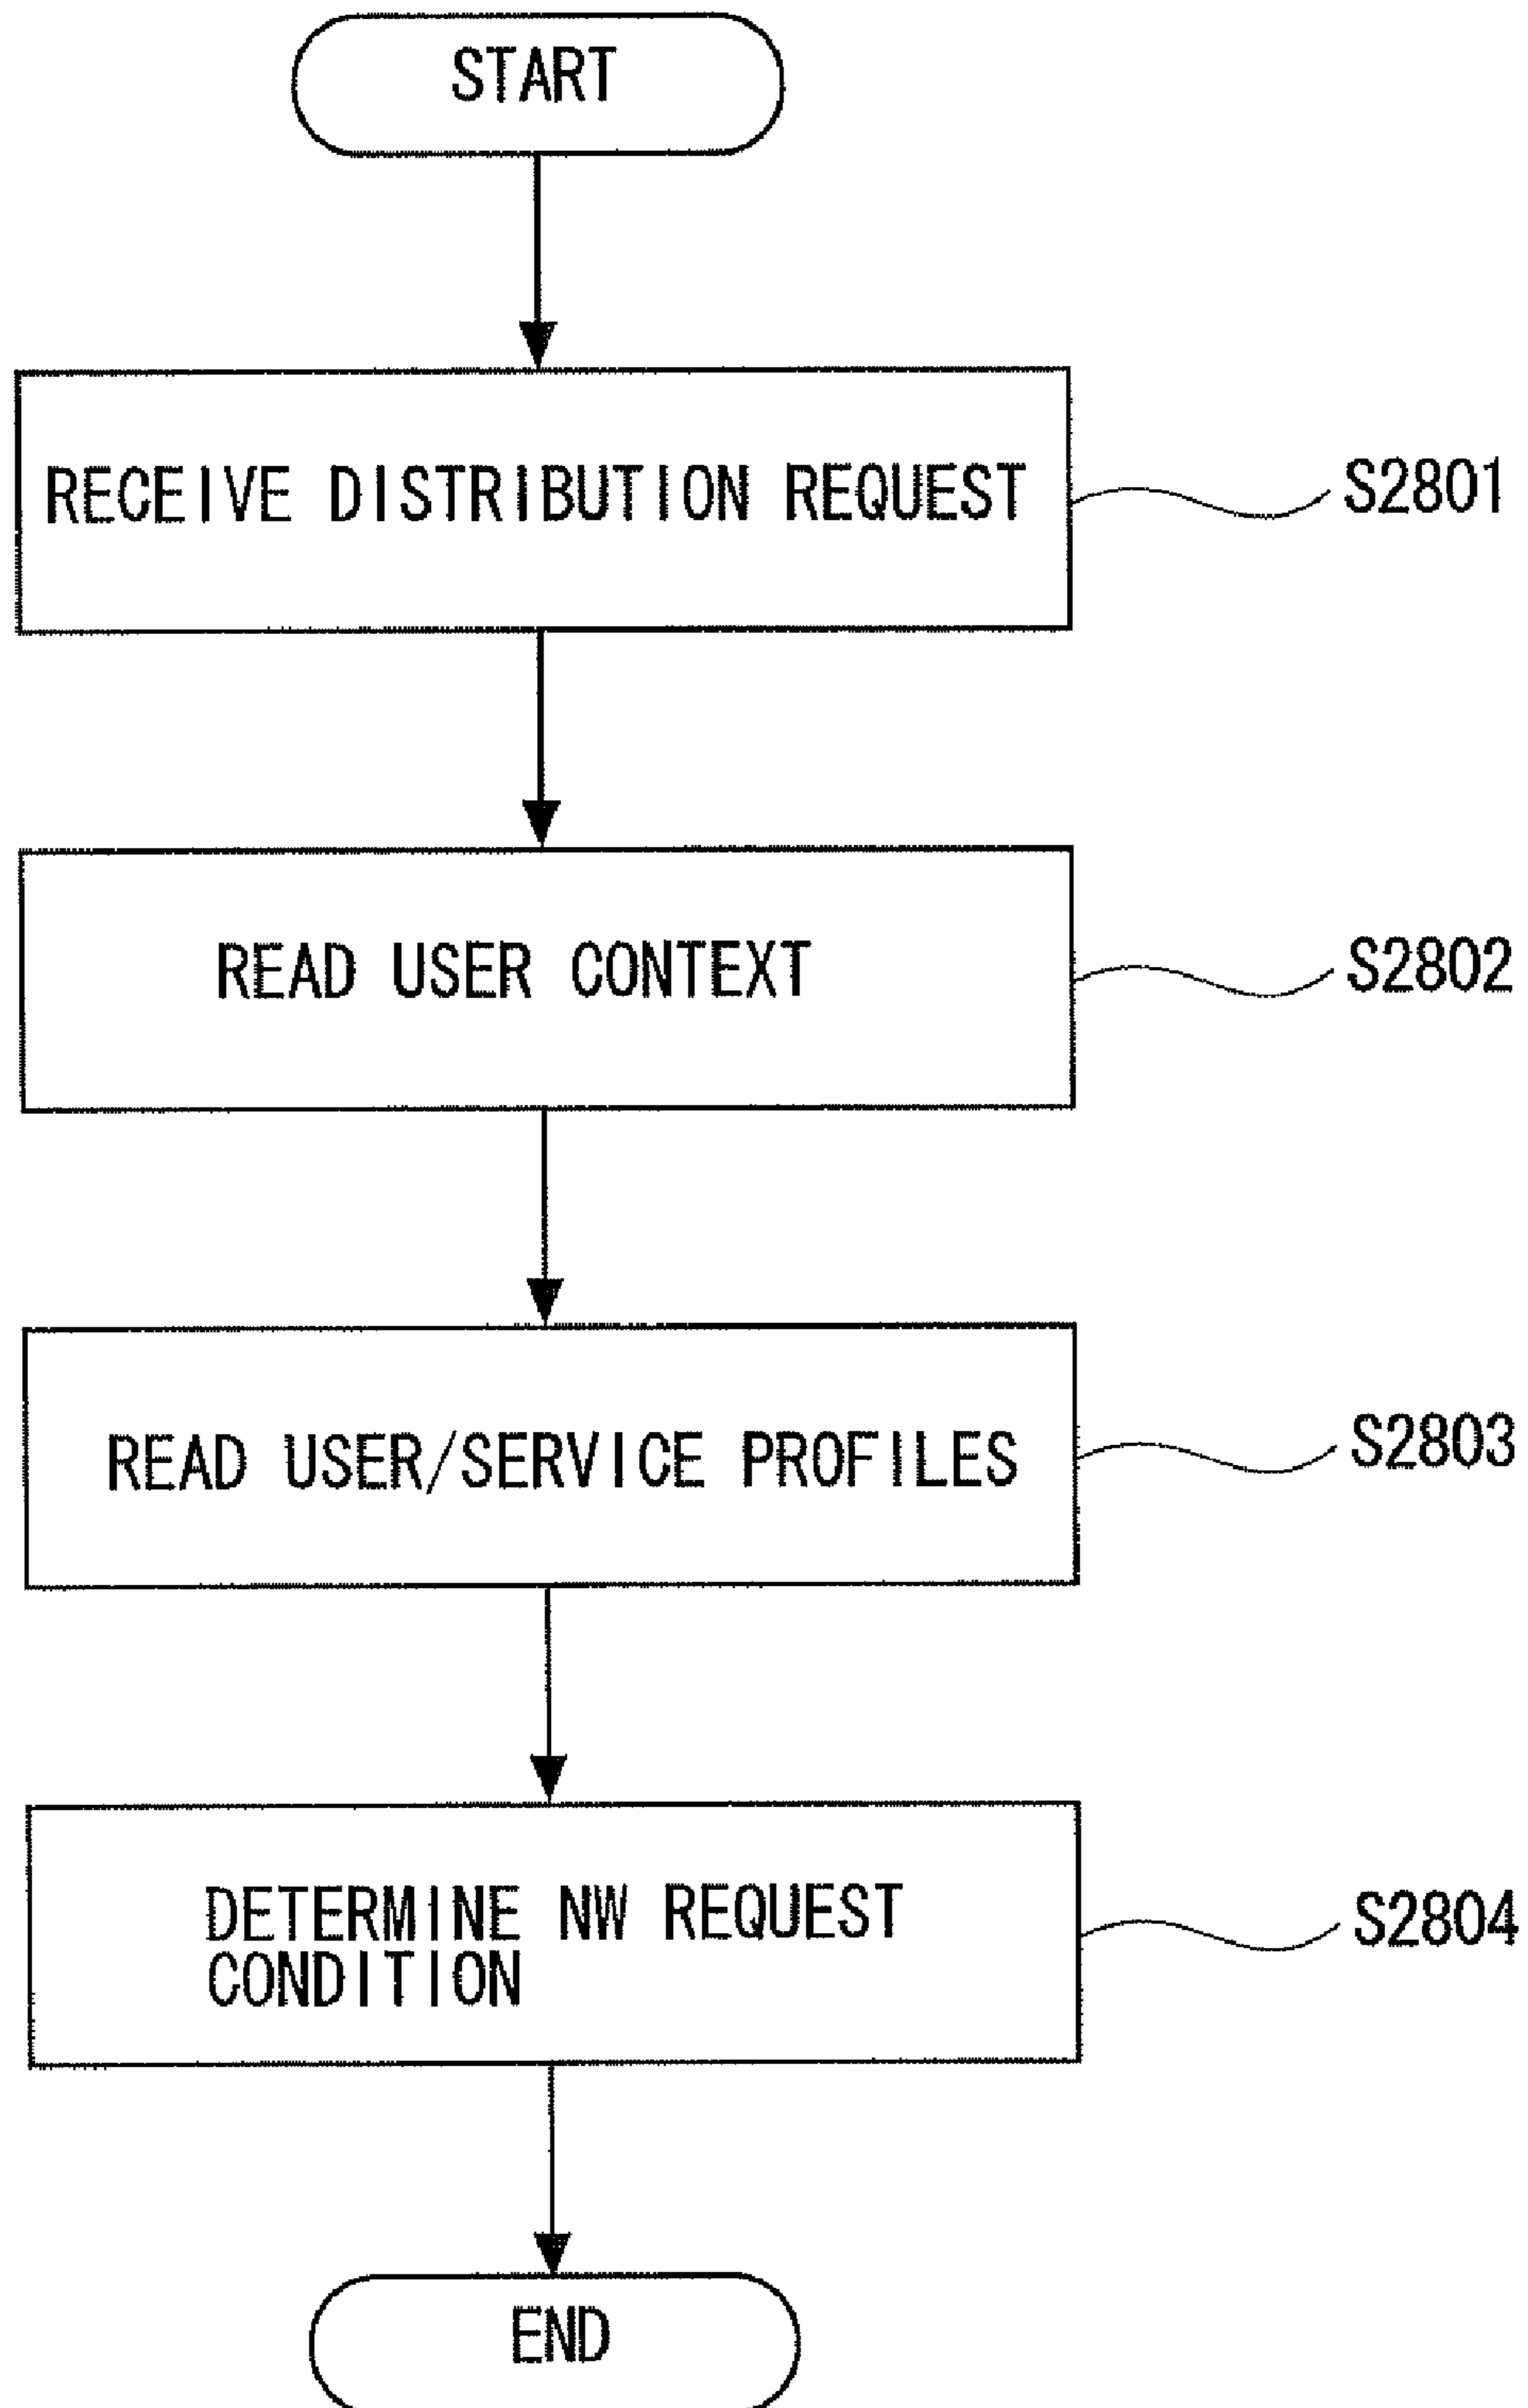 START
RECEIVE DISTRIBUTION REQUEST
S2801
READ USER CONTEXT
S2802
READ USER/SERVICE PROFILES
S2803
DETERMINE NW REQUEST
CONDITION
S2804
END